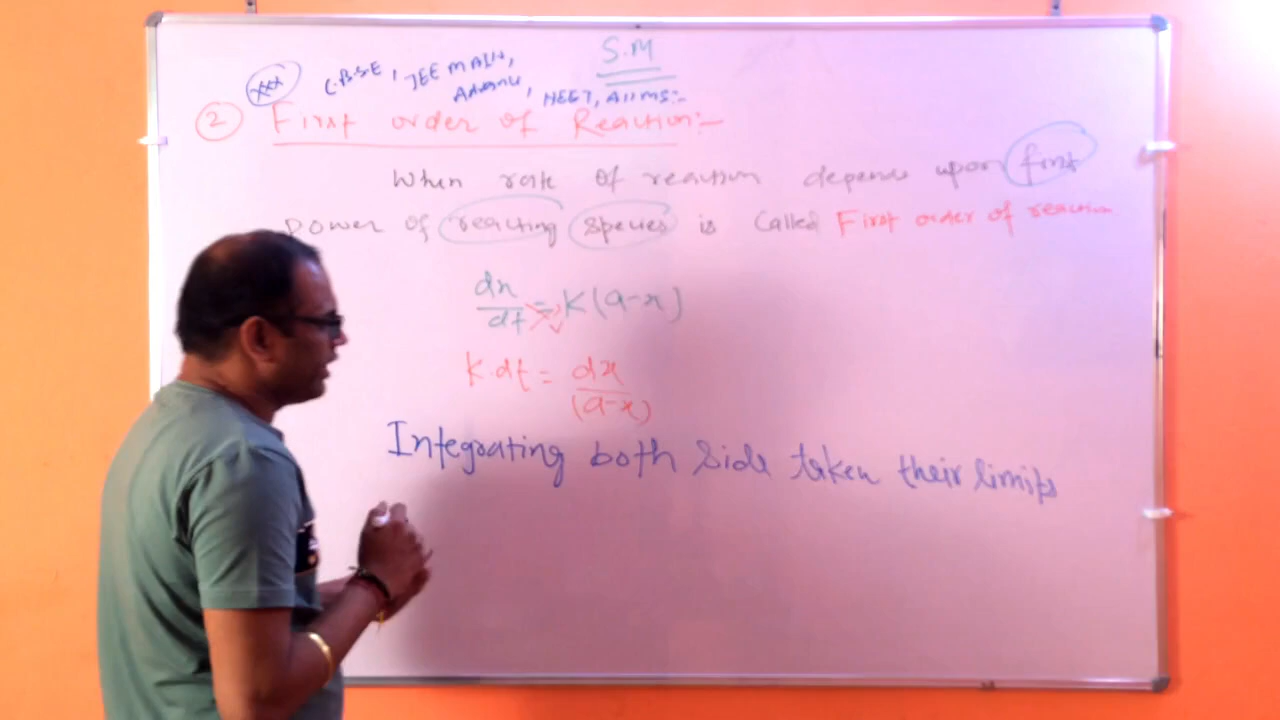 S.M
xxx C.B.S.E, JEE MAIN,
Advance, NEET, AIIMS:-
② First order of Reaction:-
When rate of reaction depends upon first
power of reacting species is called First order of reaction
dx/dt = K(a-x)
K.dt = dx/(a-x)
Integrating both side taken their limits